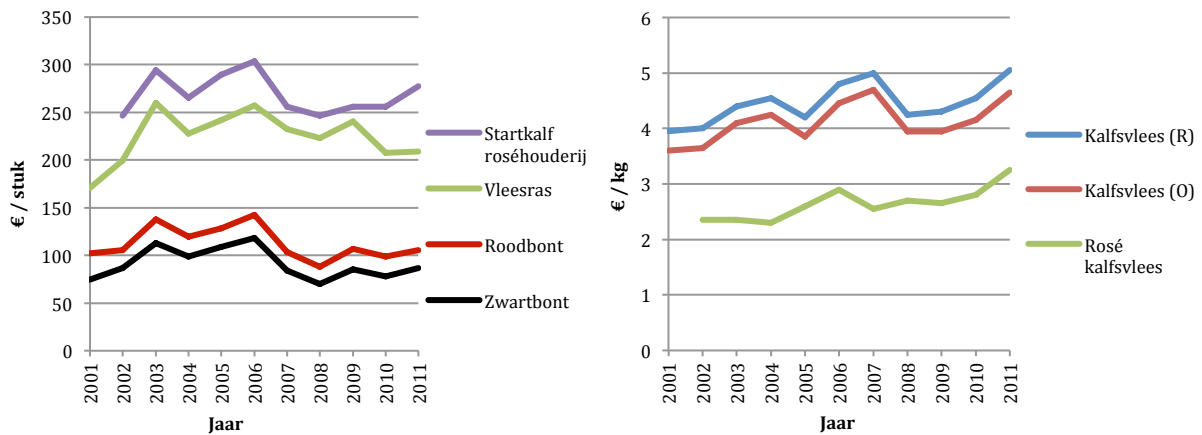 350
300
250
200
150
100
50
0
€ / stuk
2001
2002
2003
2004
2005
2006
2007
2008
2009
2010
2011
Jaar
Startkalf
roséhouderij
Vleesras
Roodbont
Zwartbont
6
5
4
3
2
1
0
€ / kg
2001
2002
2003
2004
2005
2006
2007
2008
2009
2010
2011
Jaar
Kalfsvlees (R)
Kalfsvlees (O)
Rosé
kalfsvlees